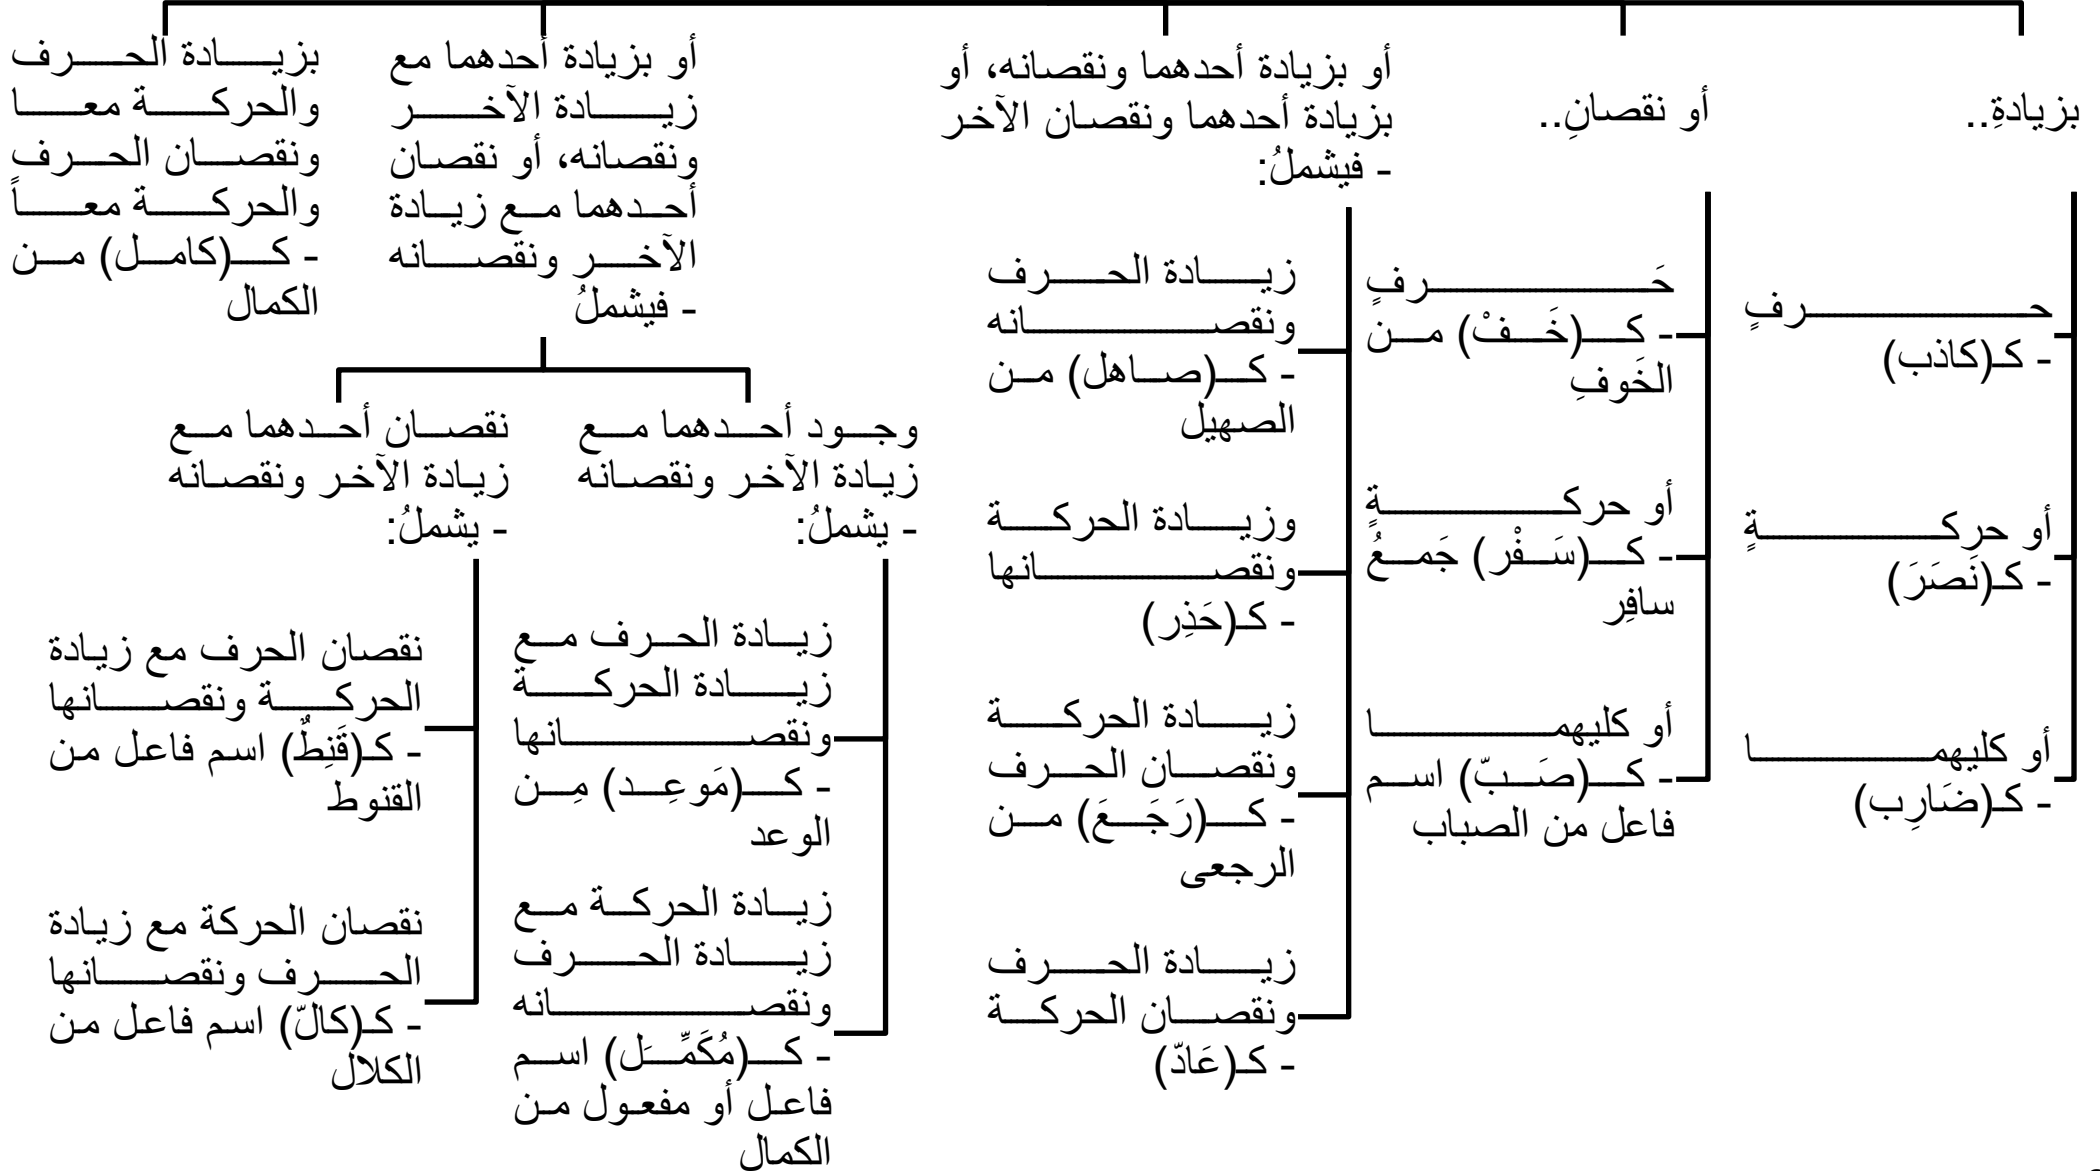 بزيادةِ..
حرفٍ
- كـ(كاذب)
أو حركةٍ
- كـ(نَصَرَ)
أو كليهما
- كـ(ضَارِب)
أو نقصانِ..
حَرفٍ
- كـ(خَفْ) من
الخَوفِ
أو حركةٍ
- كـ(سَفْر) جَمعُ
سافِر
أو كليهما
- كـ(صَبّ) اسم
فاعل من الصباب
أو بزيادة أحدهما ونقصانه، أو
بزيادة أحدهما ونقصان الآخر
- فيشملُ:
زيادة الحرف
ونقصانه
- كـ(صاهل) من
الصهيل
وزيادة الحركة
ونقصانها
- كـ(حَذِر)
زيادة الحركة
ونقصان الحرف
- كـ(رَجَعَ) من
الرجعى
زيادة الحرف
ونقصان الحركة
- كـ(عَادّ)
أو بزيادة أحدهما مع
زيادة الآخر
ونقصانه، أو نقصان
أحدهما مع زيادة
الآخر ونقصانه
- فيشملُ
وجود أحدهما مع
زيادة الآخر ونقصانه
- يشملُ:
زيادة الحرف مع
زيادة الحركة
ونقصانها
- كـ(مَوعِد) مِن
الوعد
زيادة الحركة مع
زيادة الحرف
ونقصانه
- كـ(مُكَمَِّل) اسم
فاعل أو مفعول من
الكمال
نقصان أحدهما مع
زيادة الآخر ونقصانه
- يشملُ:
نقصان الحرف مع زيادة
الحركة ونقصانها
- كـ(قَنِطٌ) اسم فاعل من
القنوط
نقصان الحركة مع زيادة
الحرف ونقصانها
- كـ(كالّ) اسم فاعل من
الكلال
بزيادة الحرف
والحركة معا
ونقصان الحرف
والحركة معاً
- كـ(كامل) من
الكمال